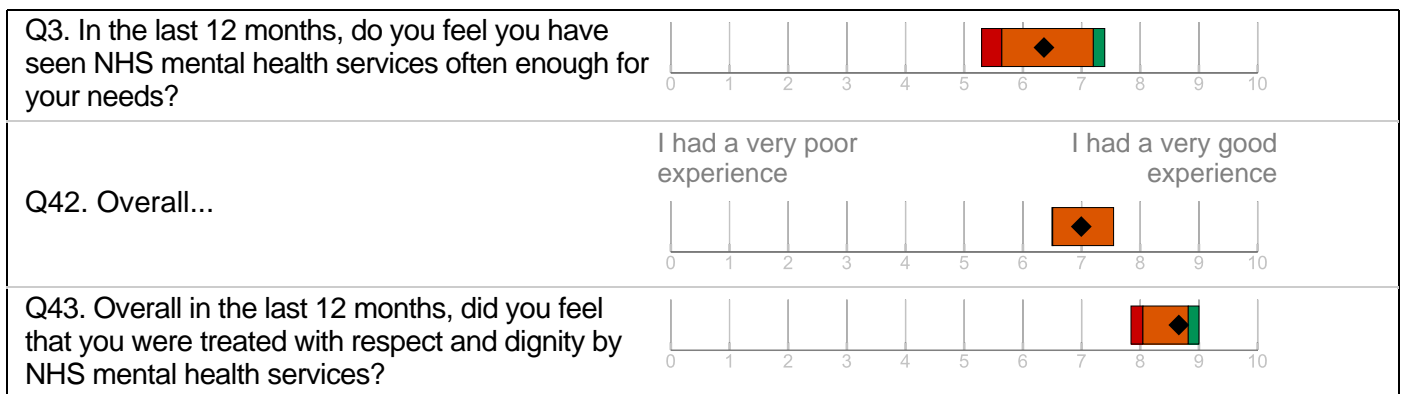 Q3. In the last 12 months, do you feel you have
seen NHS mental health services often enough for
your needs?
0 1 2 3 4 5 6 7 8 9 10
I had a very poor
experience
I had a very good
experience
Q42. Overall...
0 1 2 3 4 5 6 7 8 9 10
Q43. Overall in the last 12 months, did you feel
that you were treated with respect and dignity by
NHS mental health services?
0 1 2 3 4 5 6 7 8 9 10